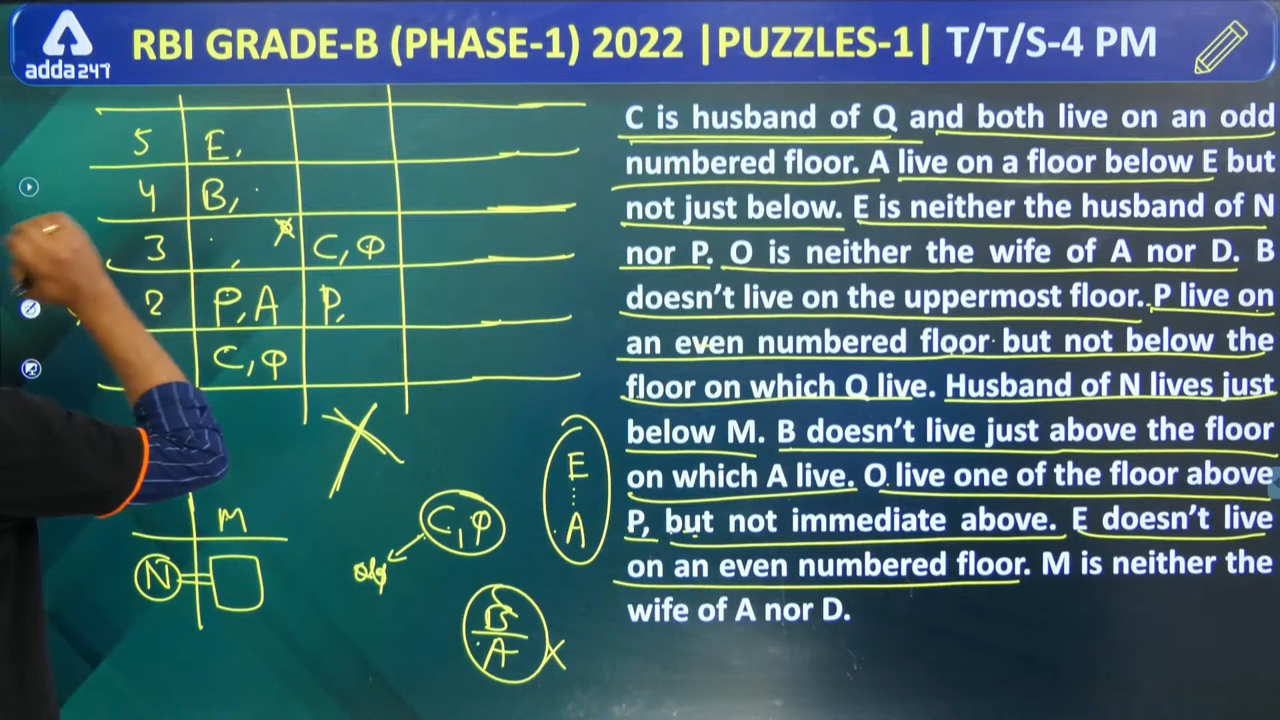 adda247
RBI GRADE-B (PHASE-1) 2022 |PUZZLES-1| T/T/S-4 PM
C is husband of Q and both live on an odd
numbered floor. A live on a floor below E but
not just below. E is neither the husband of N
nor P. O is neither the wife of A nor D. B
doesn't live on the uppermost floor. P live on
an even numbered floor but not below the
floor on which Q live. Husband of N lives just
below M. B doesn't live just above the floor
on which A live. O live one of the floor above
P, but not immediate above. E doesn't live
on an even numbered floor. M is neither the
wife of A nor D.
5 E,
4 B,
3 , C, Q
2 P, A P,
C, Q
X
M
N
C, Q
odd
E
A
B
A X